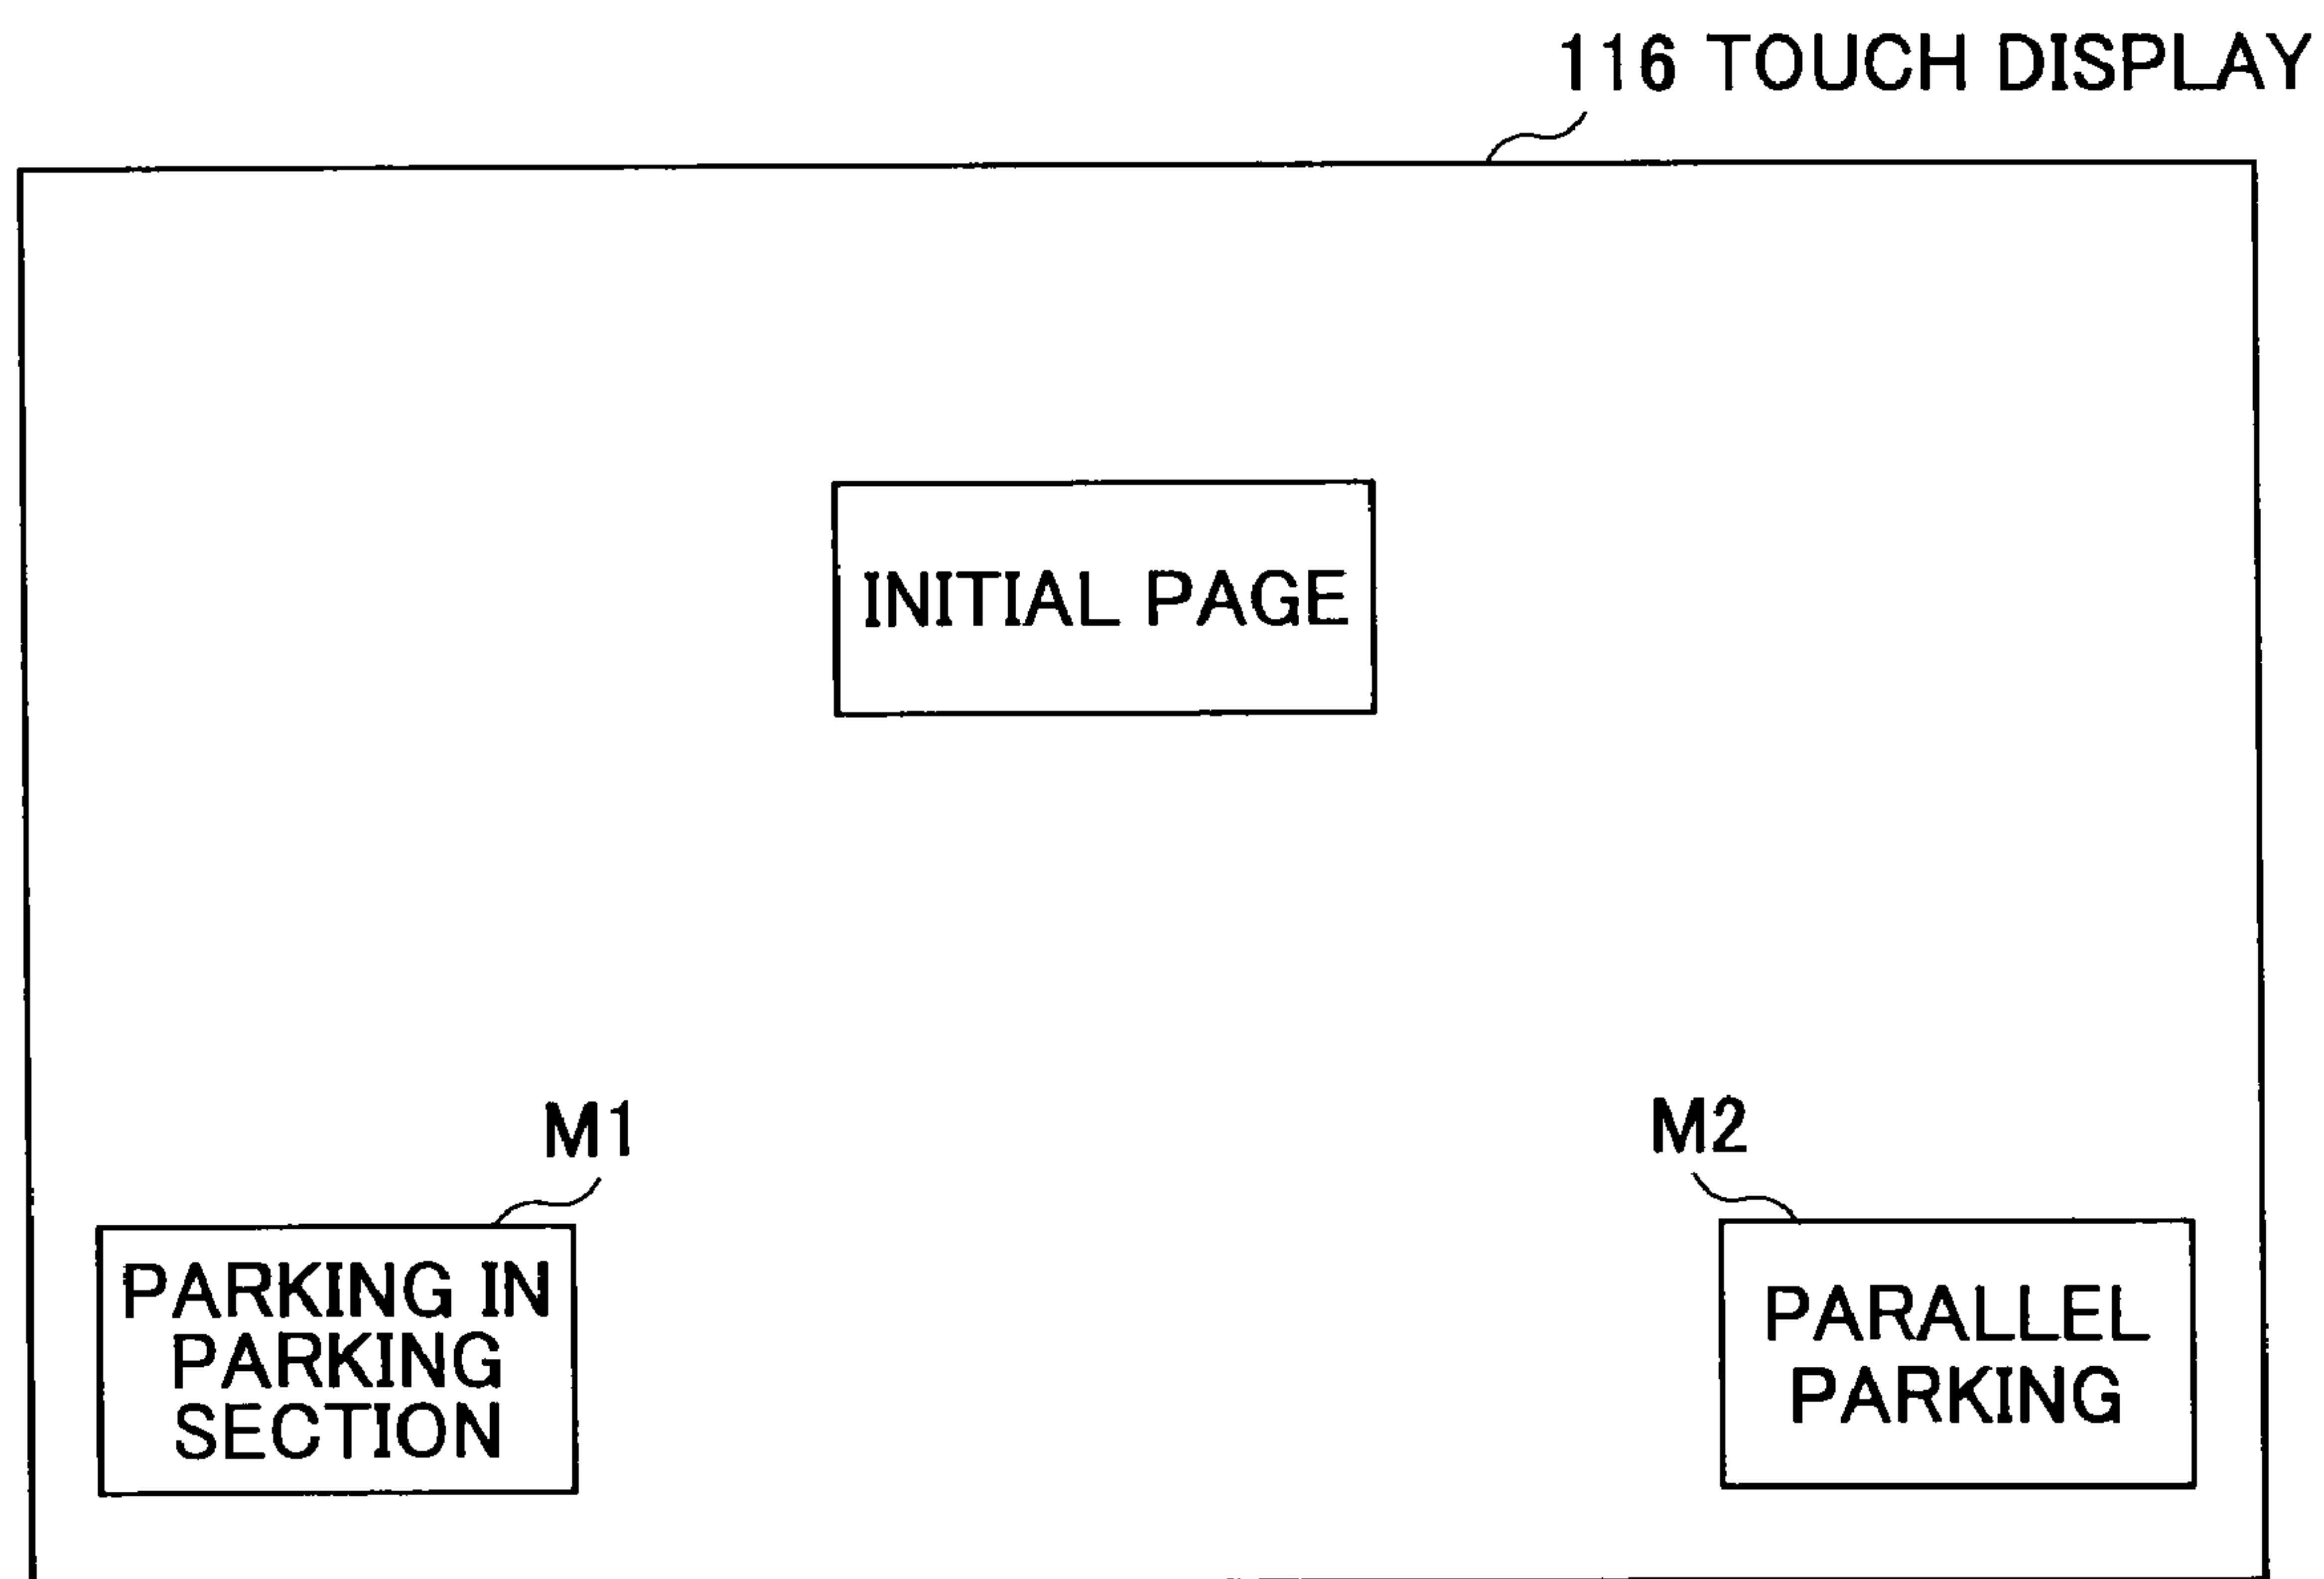 116 TOUCH DISPLAY
INITIAL PAGE
M1
M2
PARKING IN
PARKING
SECTION
PARALLEL
PARKING